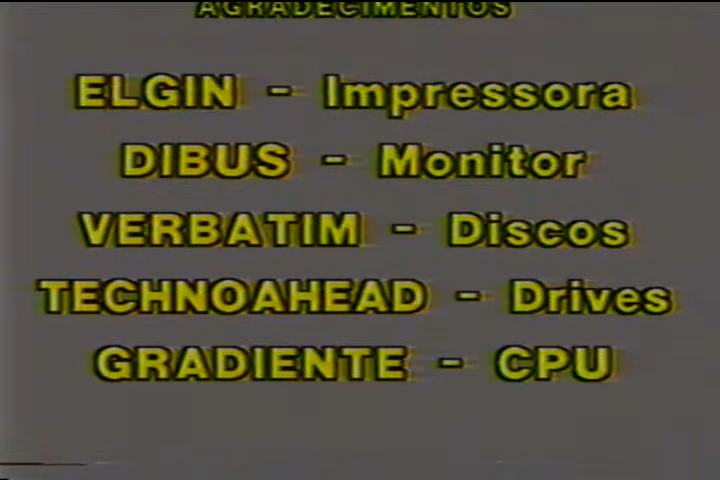 AGRADECIMENTOS
ELGIN - Impressora
DIBUS - Monitor
VERBATIM - Discos
TECHNOAHEAD - Drives
GRADIENTE - CPU